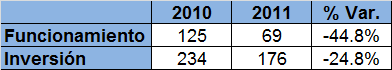 2010 2011 % Var.
Funcionamiento 125 69 -44.8%
Inversión 234 176 -24.8%